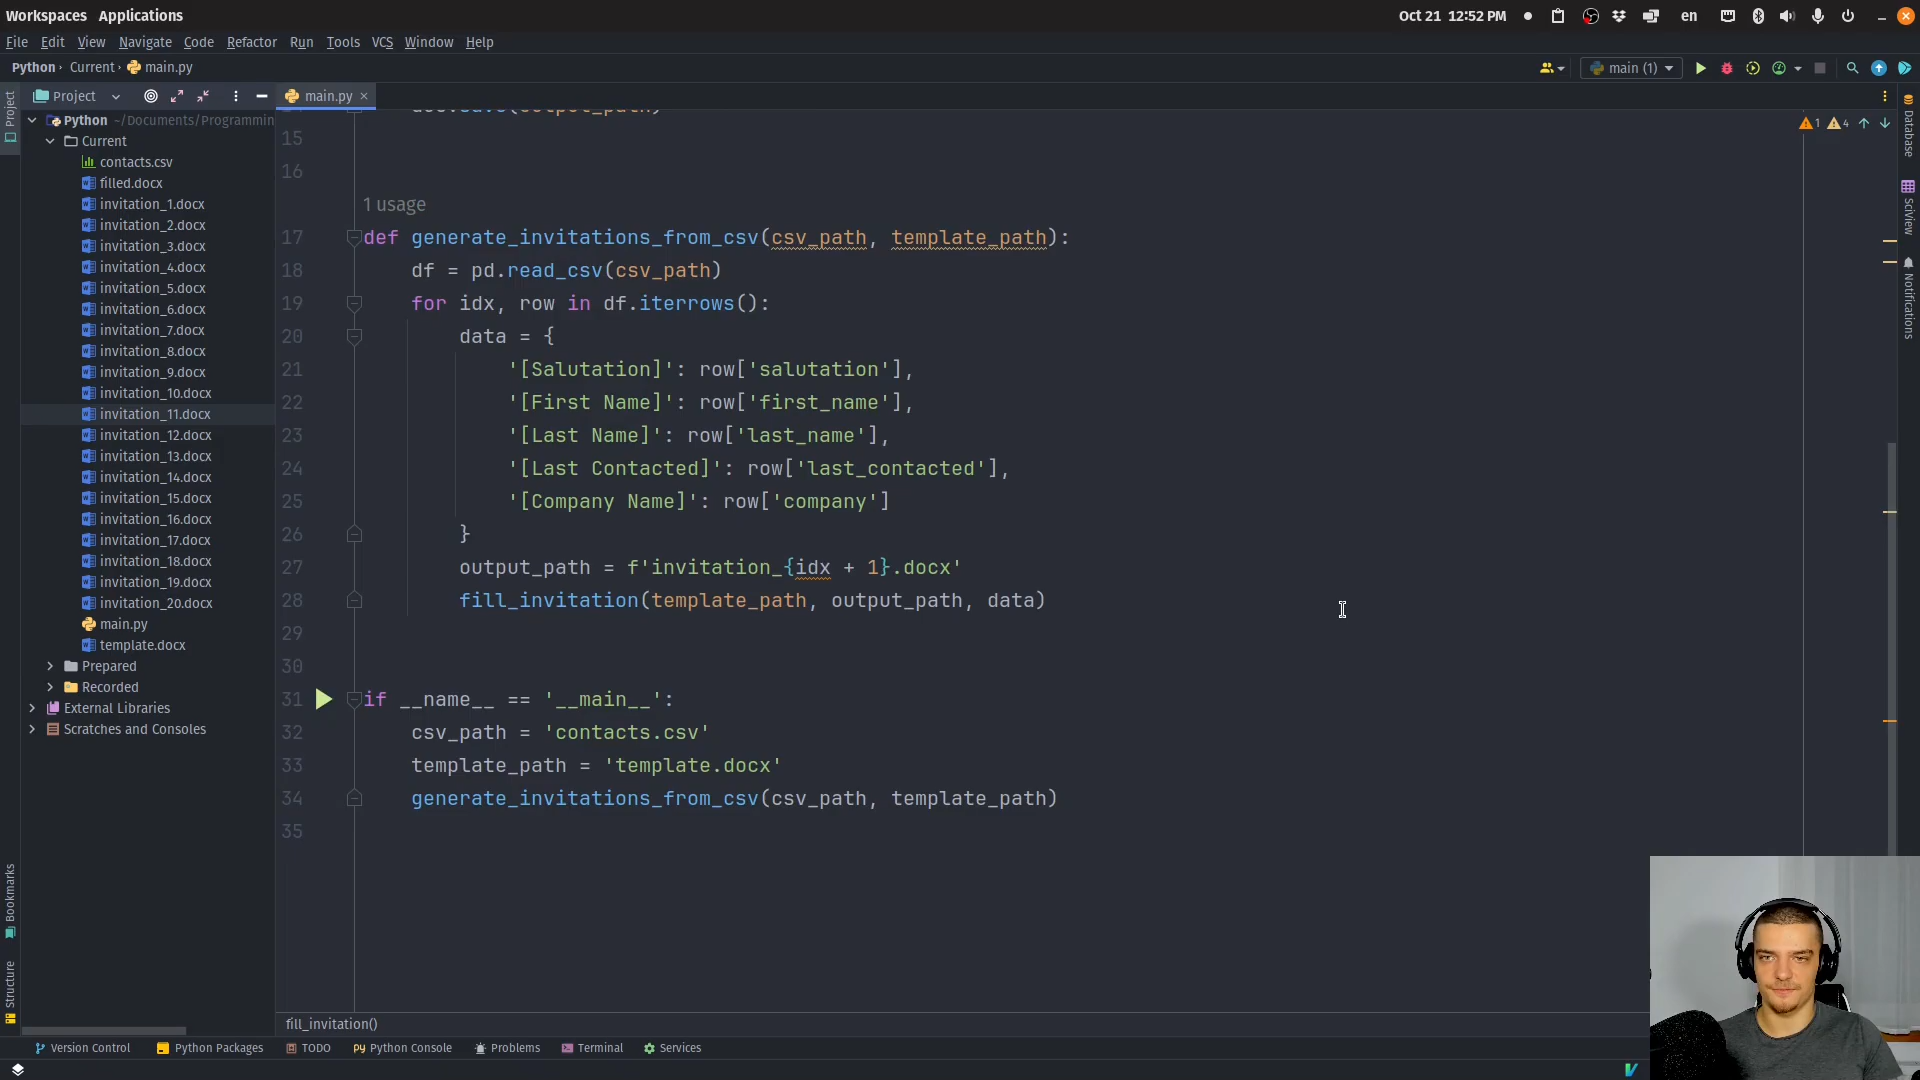 Workspaces Applications
Oct 21 12:52 PM
en
File Edit View Navigate Code Refactor Run Tools VCS Window Help
Python Current main.py
main (1)
Project
main.py
Project
Python ~/Documents/Programmin
Current
contacts.csv
filled.docx
invitation_1.docx
invitation_2.docx
invitation_3.docx
invitation_4.docx
invitation_5.docx
invitation_6.docx
invitation_7.docx
invitation_8.docx
invitation_9.docx
invitation_10.docx
invitation_11.docx
invitation_12.docx
invitation_13.docx
invitation_14.docx
invitation_15.docx
invitation_16.docx
invitation_17.docx
invitation_18.docx
invitation_19.docx
invitation_20.docx
main.py
template.docx
Prepared
Recorded
External Libraries
Scratches and Consoles
Bookmarks
Structure
1 4
15
16
1 usage
17 def generate_invitations_from_csv(csv_path, template_path):
18 df = pd.read_csv(csv_path)
19 for idx, row in df.iterrows():
20 data = {
21 '[Salutation]': row['salutation'],
22 '[First Name]': row['first_name'],
23 '[Last Name]': row['last_name'],
24 '[Last Contacted]': row['last_contacted'],
25 '[Company Name]': row['company']
26 }
27 output_path = f'invitation_{idx + 1}.docx'
28 fill_invitation(template_path, output_path, data)
29
30
31 if __name__ == '__main__':
32 csv_path = 'contacts.csv'
33 template_path = 'template.docx'
34 generate_invitations_from_csv(csv_path, template_path)
35
Database
SciView
Notifications
fill_invitation()
Version Control Python Packages TODO Python Console Problems Terminal Services